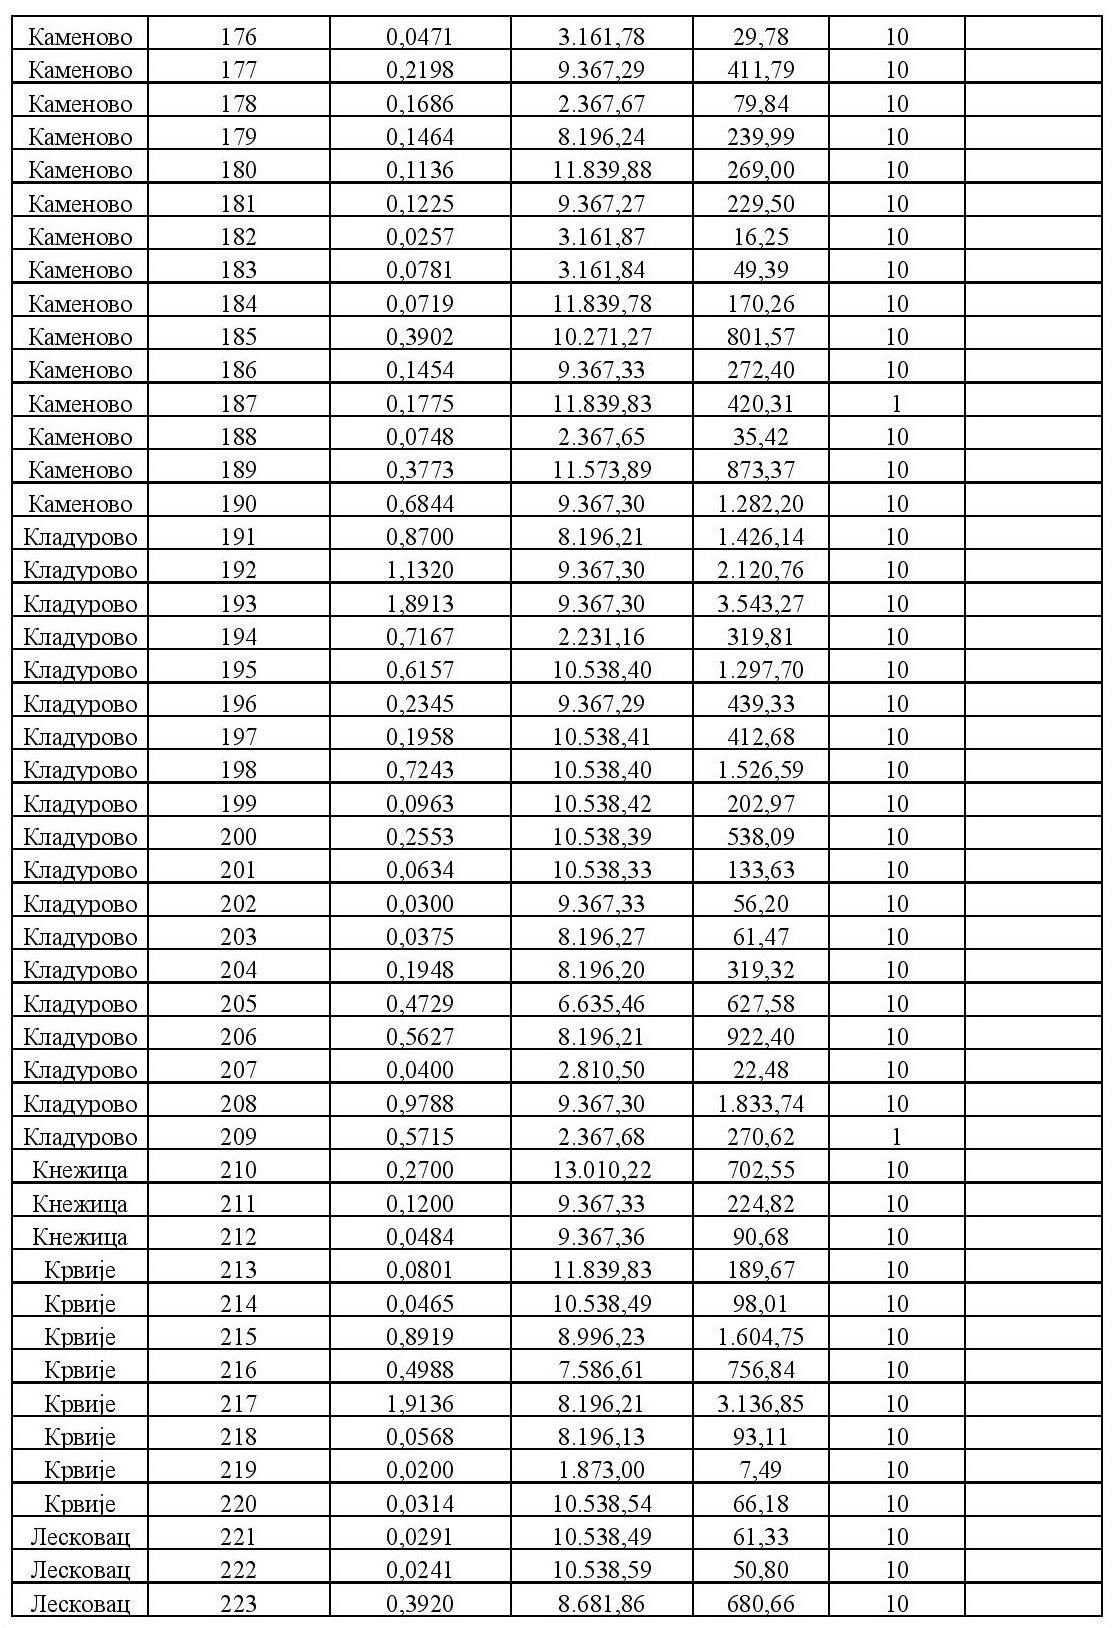 Каменово 176 0,0471 3.161,78 29,78 10
Каменово 177 0,2198 9.367,29 411,79 10
Каменово 178 0,1686 2.367,67 79,84 10
Каменово 179 0,1464 8.196,24 239,99 10
Каменово 180 0,1136 11.839,88 269,00 10
Каменово 181 0,1225 9.367,27 229,50 10
Каменово 182 0,0257 3.161,87 16,25 10
Каменово 183 0,0781 3.161,84 49,39 10
Каменово 184 0,0719 11.839,78 170,26 10
Каменово 185 0,3902 10.271,27 801,57 10
Каменово 186 0,1454 9.367,33 272,40 10
Каменово 187 0,1775 11.839,83 420,31 1
Каменово 188 0,0748 2.367,65 35,42 10
Каменово 189 0,3773 11.573,89 873,37 10
Каменово 190 0,6844 9.367,30 1.282,20 10
Кладурово 191 0,8700 8.196,21 1.426,14 10
Кладурово 192 1,1320 9.367,30 2.120,76 10
Кладурово 193 1,8913 9.367,30 3.543,27 10
Кладурово 194 0,7167 2.231,16 319,81 10
Кладурово 195 0,6157 10.538,40 1.297,70 10
Кладурово 196 0,2345 9.367,29 439,33 10
Кладурово 197 0,1958 10.538,41 412,68 10
Кладурово 198 0,7243 10.538,40 1.526,59 10
Кладурово 199 0,0963 10.538,42 202,97 10
Кладурово 200 0,2553 10.538,39 538,09 10
Кладурово 201 0,0634 10.538,33 133,63 10
Кладурово 202 0,0300 9.367,33 56,20 10
Кладурово 203 0,0375 8.196,27 61,47 10
Кладурово 204 0,1948 8.196,20 319,32 10
Кладурово 205 0,4729 6.635,46 627,58 10
Кладурово 206 0,5627 8.196,21 922,40 10
Кладурово 207 0,0400 2.810,50 22,48 10
Кладурово 208 0,9788 9.367,30 1.833,74 10
Кладурово 209 0,5715 2.367,68 270,62 1
Кнежица 210 0,2700 13.010,22 702,55 10
Кнежица 211 0,1200 9.367,33 224,82 10
Кнежица 212 0,0484 9.367,36 90,68 10
Крвије 213 0,0801 11.839,83 189,67 10
Крвије 214 0,0465 10.538,49 98,01 10
Крвије 215 0,8919 8.996,23 1.604,75 10
Крвије 216 0,4988 7.586,61 756,84 10
Крвије 217 1,9136 8.196,21 3.136,85 10
Крвије 218 0,0568 8.196,13 93,11 10
Крвије 219 0,0200 1.873,00 7,49 10
Крвије 220 0,0314 10.538,54 66,18 10
Лесковац 221 0,0291 10.538,49 61,33 10
Лесковац 222 0,0241 10.538,59 50,80 10
Лесковац 223 0,3920 8.681,86 680,66 10